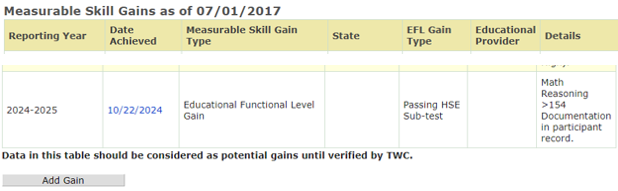 Measurable Skill Gains as of 07/01/2017
Reporting Year
Date Achieved
Measurable Skill Gain Type
State
EFL Gain Type
Educational Provider
Details
2024-2025
10/22/2024
Educational Functional Level
Gain
Passing HSE
Sub-test
Math
Reasoning
>154
Documentation
in participant
record.
Data in this table should be considered as potential gains until verified by TWC.
Add Gain